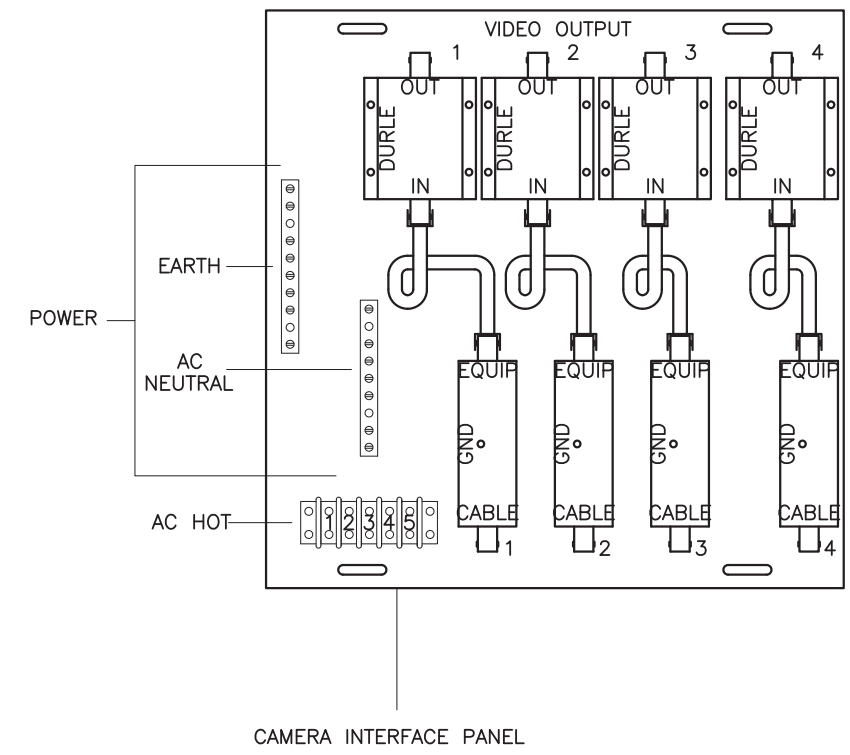 VIDEO OUTPUT
1 2 3 4
OUT OUT OUT OUT
DURLE DURLE DURLE DURLE
IN IN IN IN
EARTH
POWER
AC
NEUTRAL
EQUIP EQUIP EQUIP EQUIP
GND GND GND GND
CABLE CABLE CABLE CABLE
AC HOT
1 2 3 4 5
1 2 3 4
CAMERA INTERFACE PANEL